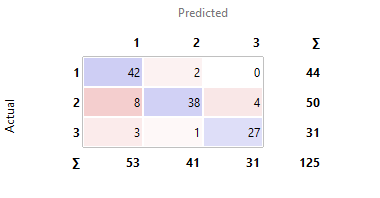 Predicted
1 2 3 Σ
1 42 2 0 44
Actual
2 8 38 4 50
3 3 1 27 31
Σ 53 41 31 125